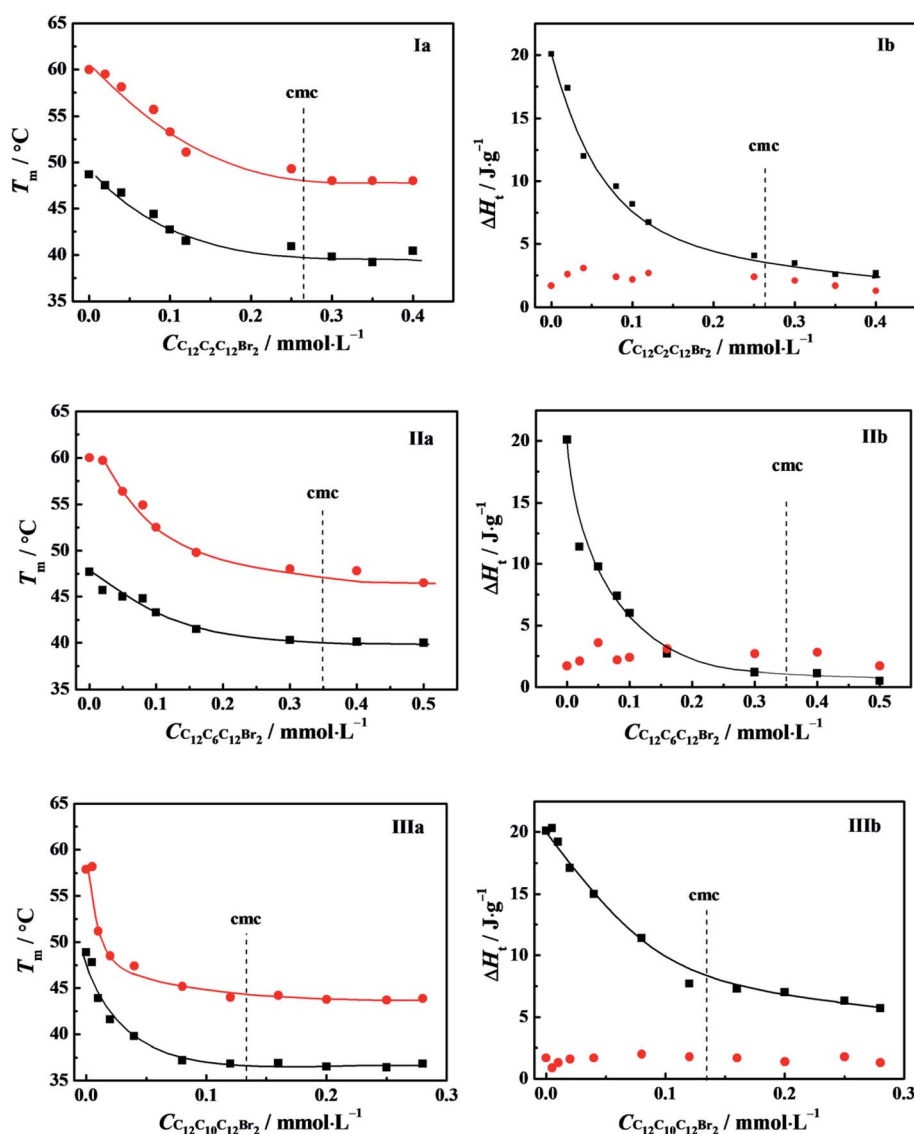 Ia
65
60
55
50
45
40
35
0.0 0.1 0.2 0.3 0.4
Tm / °C
cmc
CC12C2C12Br2 / mmol·L−1
Ib
20
15
10
5
0
0.0 0.1 0.2 0.3 0.4
ΔHt / J·g−1
cmc
CC12C2C12Br2 / mmol·L−1
IIa
65
60
55
50
45
40
35
0.0 0.1 0.2 0.3 0.4 0.5
Tm / °C
cmc
CC12C6C12Br2 / mmol·L−1
IIb
20
15
10
5
0
0.0 0.1 0.2 0.3 0.4 0.5
ΔHt / J·g−1
cmc
CC12C6C12Br2 / mmol·L−1
IIIa
65
60
55
50
45
40
35
0.0 0.1 0.2 0.3
Tm / °C
cmc
CC12C10C12Br2 / mmol·L−1
IIIb
20
15
10
5
0
0.0 0.1 0.2 0.3
ΔHt / J·g−1
cmc
CC12C10C12Br2 / mmol·L−1